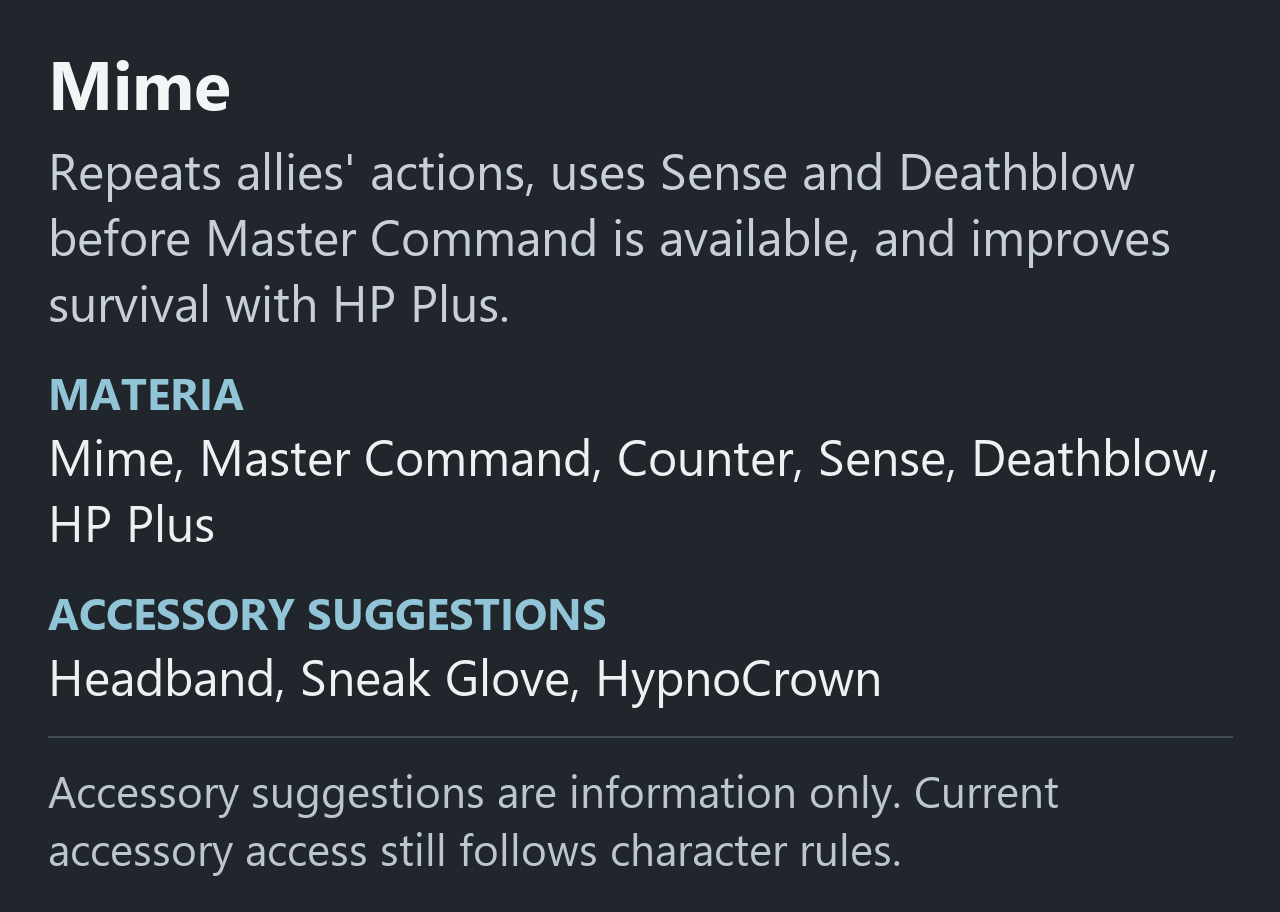 Mime
Repeats allies' actions, uses Sense and Deathblow
before Master Command is available, and improves
survival with HP Plus.
MATERIA
Mime, Master Command, Counter, Sense, Deathblow,
HP Plus
ACCESSORY SUGGESTIONS
Headband, Sneak Glove, HypnoCrown
Accessory suggestions are information only. Current
accessory access still follows character rules.